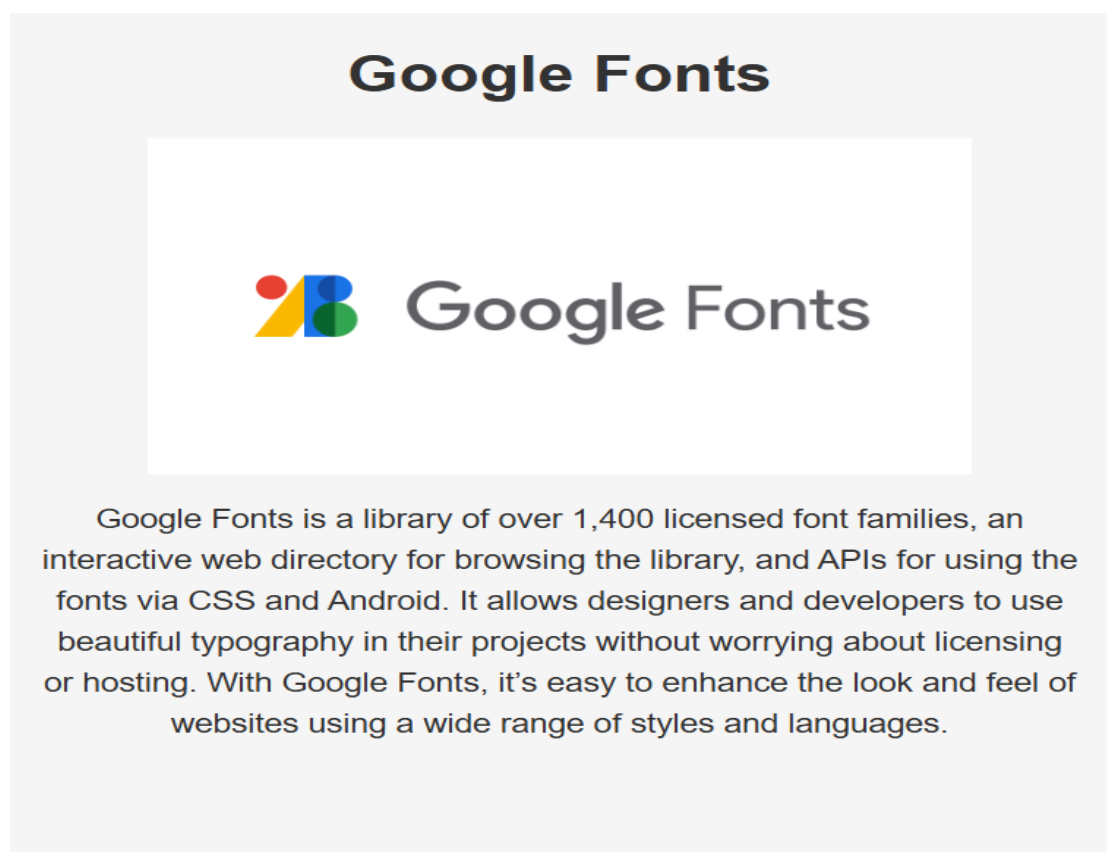 Google Fonts
Google Fonts
Google Fonts is a library of over 1,400 licensed font families, an
interactive web directory for browsing the library, and APIs for using the
fonts via CSS and Android. It allows designers and developers to use
beautiful typography in their projects without worrying about licensing
or hosting. With Google Fonts, it’s easy to enhance the look and feel of
websites using a wide range of styles and languages.